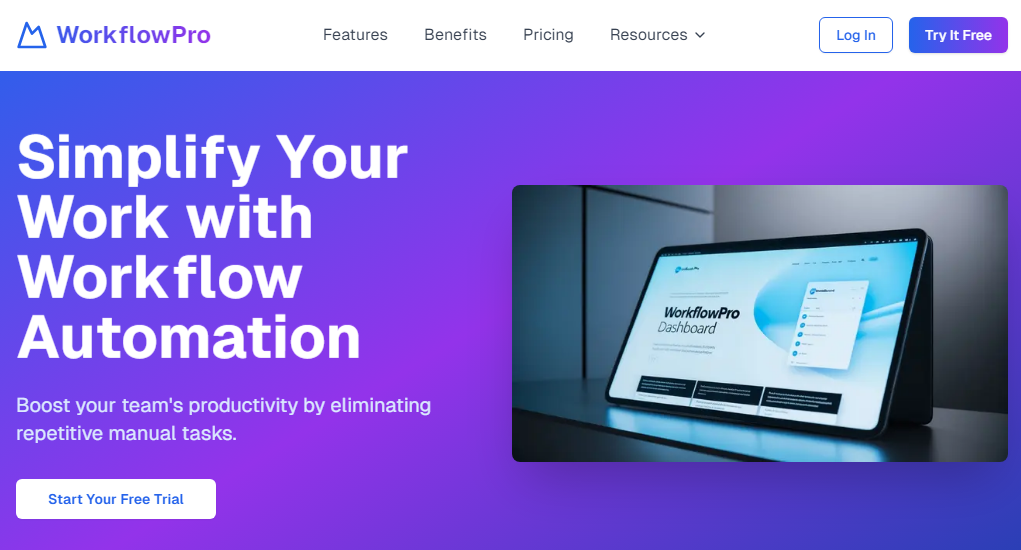 WorkflowPro
Features
Benefits
Pricing
Resources
Log In
Try It Free
Simplify Your
Work with
Workflow
Automation
Boost your team's productivity by eliminating
repetitive manual tasks.
Start Your Free Trial
WorkflowPro
Dashboard